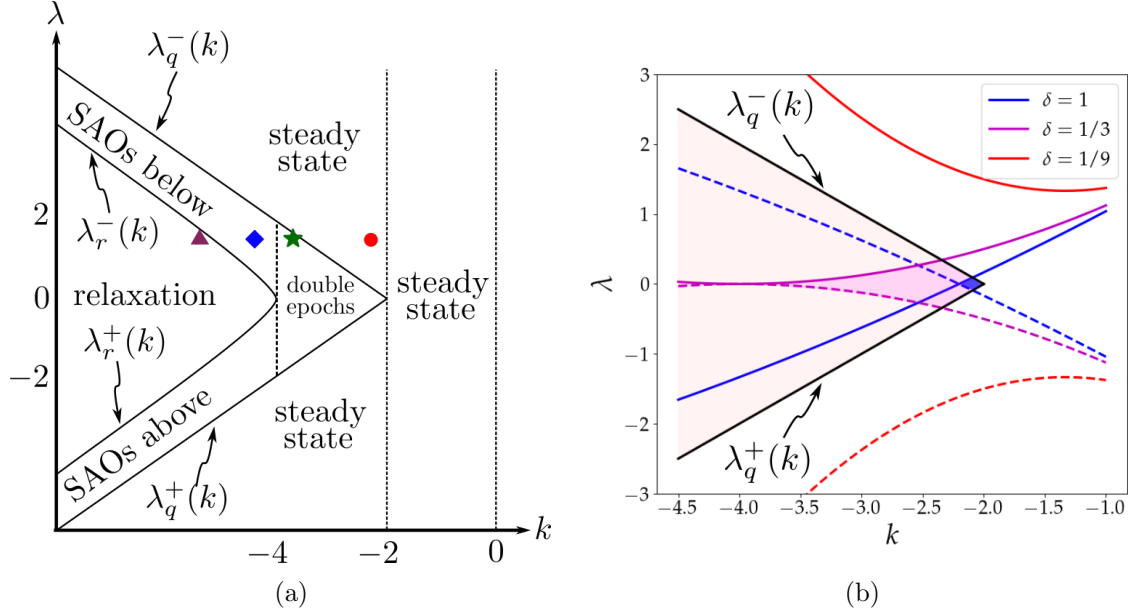 λ
λ_q^-(k)
SAOs below
steady
state
λ_r^-(k)
2
relaxation
0
double
epochs
steady
state
λ_r^+(k)
−2
SAOs above
steady
state
λ_q^+(k)
k
−4
−2
0
(a)
3
2
1
0
−1
−2
−3
λ
λ_q^-(k)
δ = 1
δ = 1/3
δ = 1/9
λ_q^+(k)
−4.5
−4.0
−3.5
−3.0
−2.5
−2.0
−1.5
−1.0
k
(b)